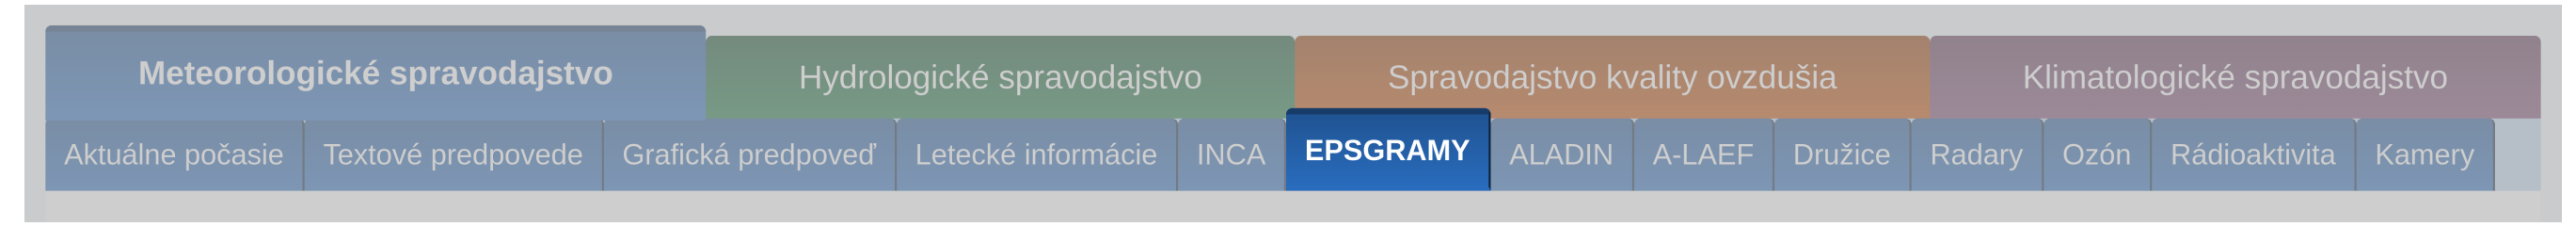 Meteorologické spravodajstvo Hydrologické spravodajstvo Spravodajstvo kvality ovzdušia Klimatologické spravodajstvo
Aktuálne počasie Textové predpovede Grafická predpoveď Letecké informácie INCA EPSGRAMY ALADIN A-LAEF Družice Radary Ozón Rádioaktivita Kamery